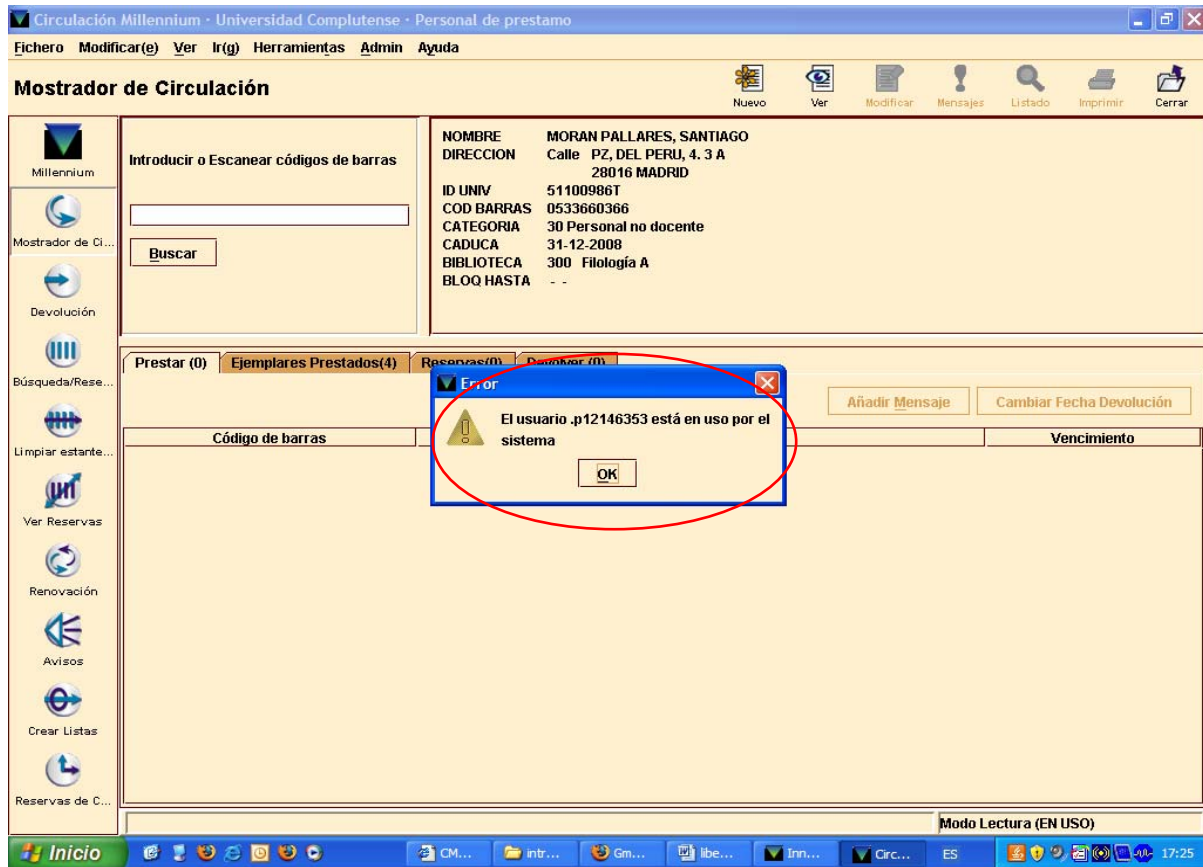 Circulación Millennium · Universidad Complutense · Personal de prestamo
Fichero Modificar(e) Ver Ir(g) Herramientas Admin Ayuda
Mostrador de Circulación
Nuevo Ver Modificar Mensajes Listado Imprimir Cerrar
Millennium
Mostrador de Ci...
Devolución
Búsqueda/Rese...
Limpiar estante...
Ver Reservas
Renovación
Avisos
Crear Listas
Reservas de C...
Introducir o Escanear códigos de barras
Buscar
NOMBRE MORAN PALLARES, SANTIAGO
DIRECCION Calle PZ, DEL PERU, 4. 3 A
28016 MADRID
ID UNIV 51100986T
COD BARRAS 0533660366
CATEGORIA 30 Personal no docente
CADUCA 31-12-2008
BIBLIOTECA 300 Filología A
BLOQ HASTA - -
Prestar (0) Ejemplares Prestados(4) Reservas(0) Devolver (0)
Añadir Mensaje Cambiar Fecha Devolución
Código de barras Vencimiento
Error
El usuario .p12146353 está en uso por el
sistema
OK
Modo Lectura (EN USO)
Inicio CM... intr... Gm... libe... Inn... Circ... ES 17:25